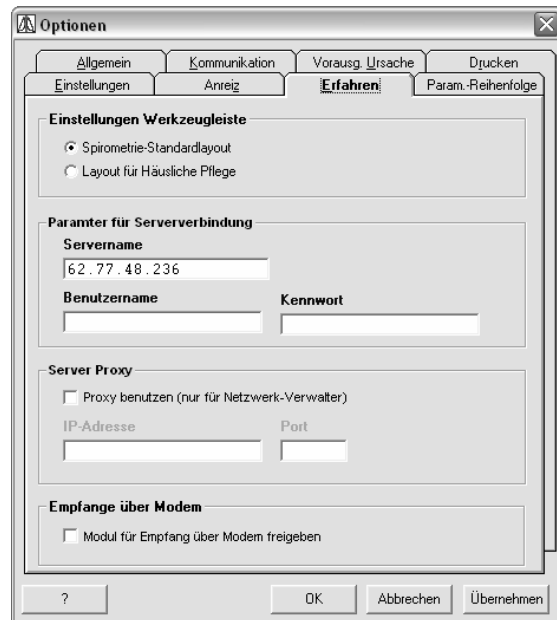 Optionen
Allgemein Kommunikation Vorausg. Ursache Drucken
Einstellungen Anreiz Erfahren Param.-Reihenfolge
Einstellungen Werkzeugleiste
Spirometrie-Standardlayout
Layout für Häusliche Pflege
Paramter für Serververbindung
Servername
62.77.48.236
Benutzername Kennwort
Server Proxy
Proxy benutzen (nur für Netzwerk-Verwalter)
IP-Adresse Port
Empfange über Modem
Modul für Empfang über Modem freigeben
? OK Abbrechen Übernehmen